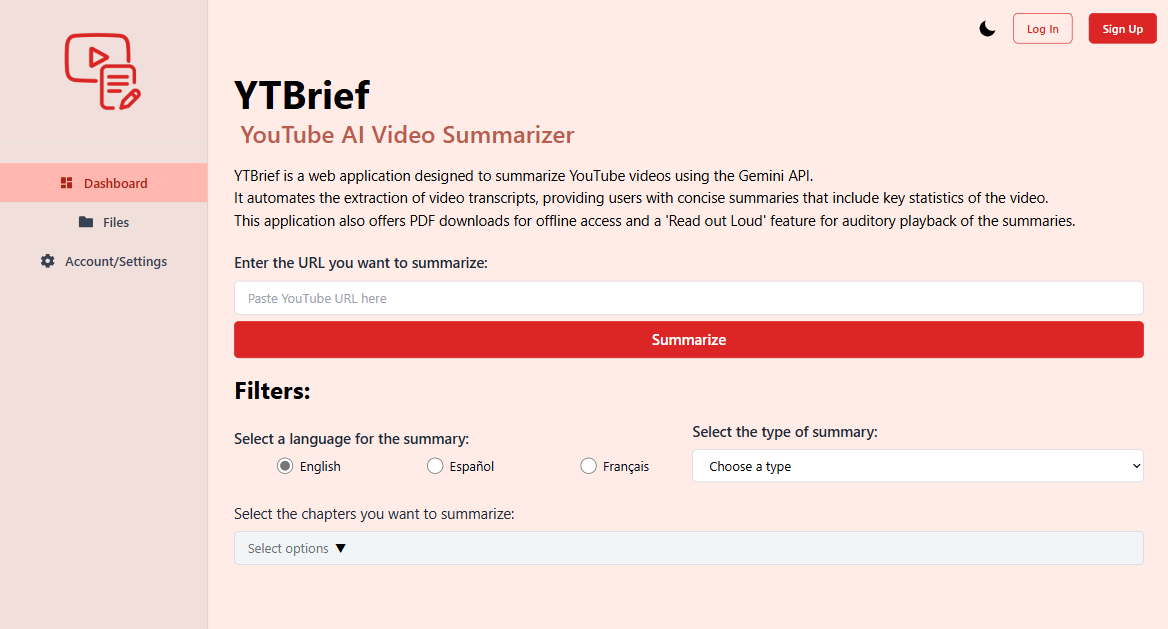 Log In
Sign Up
YTBrief
YouTube AI Video Summarizer
Dashboard
Files
Account/Settings
YTBrief is a web application designed to summarize YouTube videos using the Gemini API.
It automates the extraction of video transcripts, providing users with concise summaries that include key statistics of the video.
This application also offers PDF downloads for offline access and a 'Read out Loud' feature for auditory playback of the summaries.
Enter the URL you want to summarize:
Paste YouTube URL here
Summarize
Filters:
Select a language for the summary:
English
Español
Français
Select the type of summary:
Choose a type
Select the chapters you want to summarize:
Select options ▼